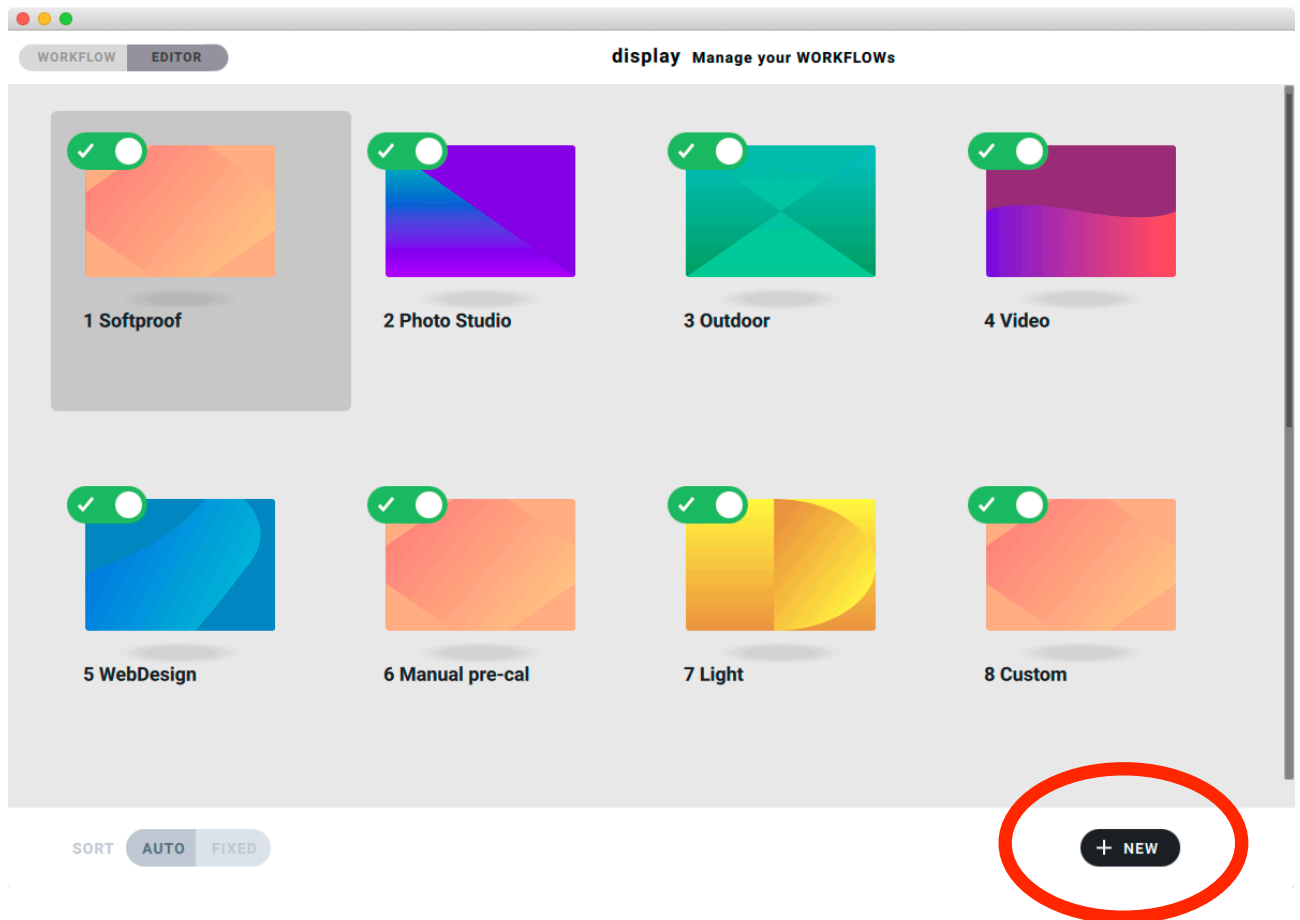 WORKFLOW EDITOR display Manage your WORKFLOWs
1 Softproof 2 Photo Studio 3 Outdoor 4 Video
5 WebDesign 6 Manual pre-cal 7 Light 8 Custom
SORT AUTO FIXED + NEW